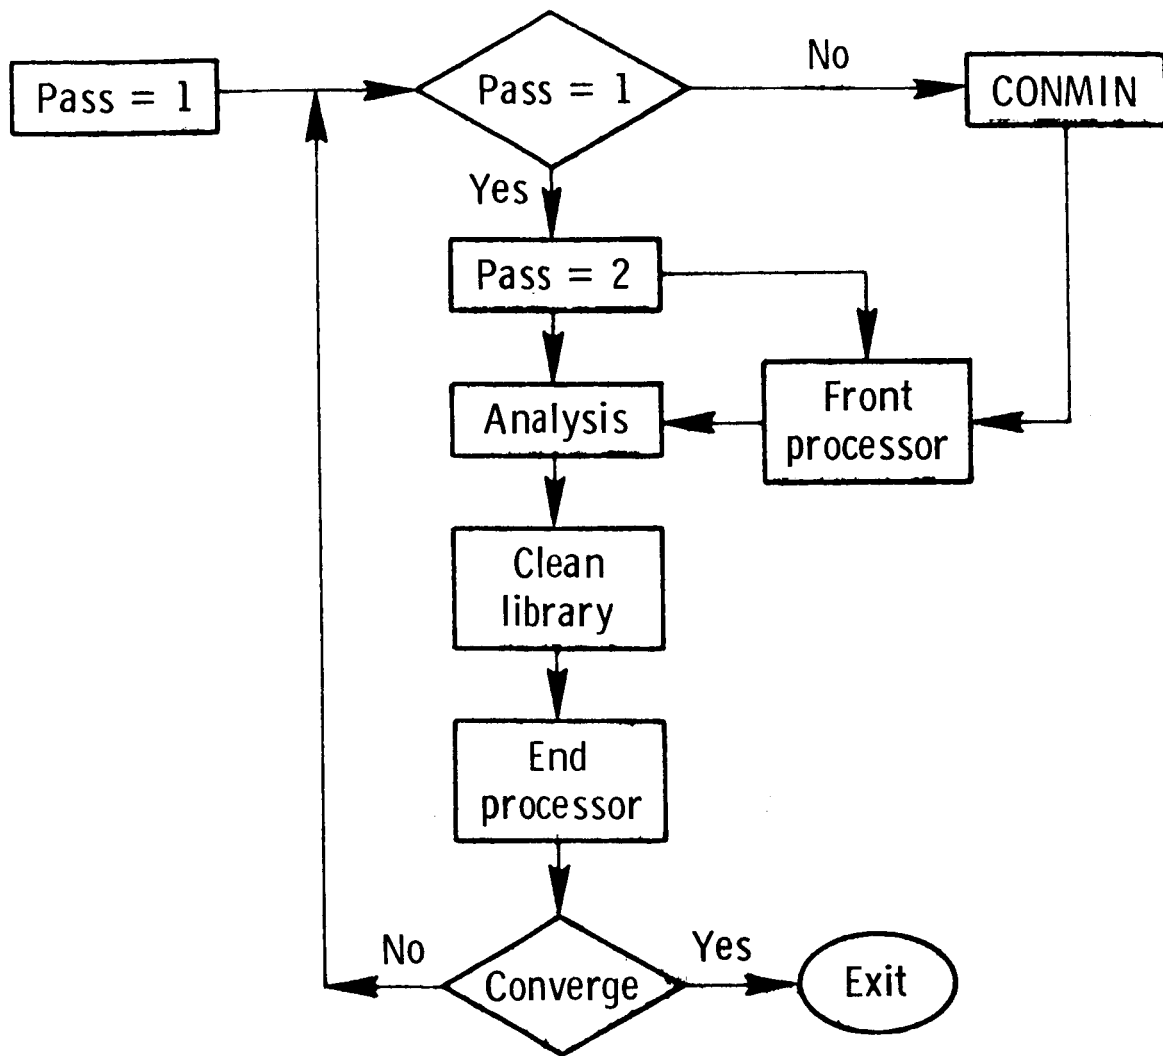 Pass = 1
Pass = 1
No
CONMIN
Yes
Pass = 2
Analysis
Front
processor
Clean
library
End
processor
No
Converge
Yes
Exit